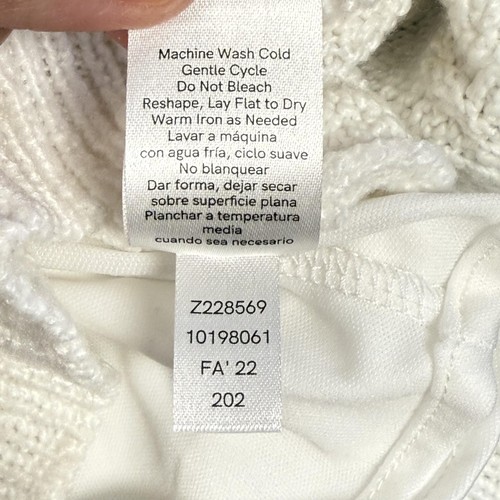 Machine Wash Cold
Gentle Cycle
Do Not Bleach
Reshape, Lay Flat to Dry
Warm Iron as Needed
Lavar a máquina
con agua fría, ciclo suave
No blanquear
Dar forma, dejar secar
sobre superficie plana
Planchar a temperatura
media
cuando sea necesario
Z228569
10198061
FA' 22
202